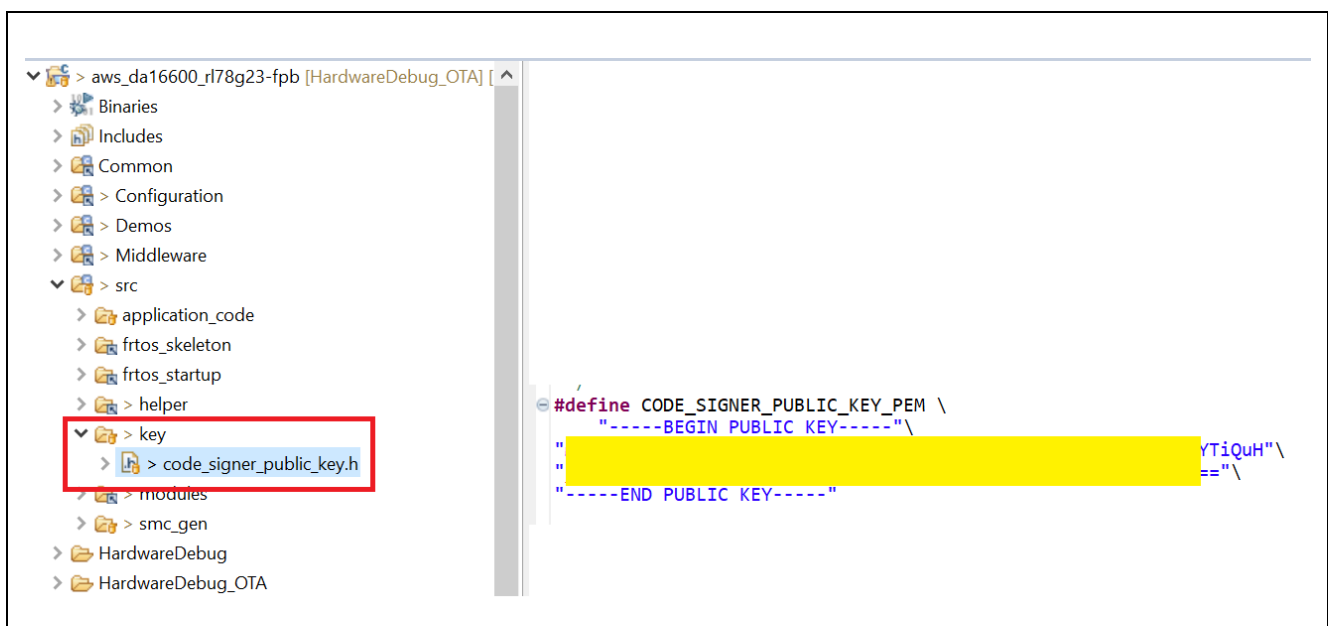 > aws_da16600_rl78g23-fpb [HardwareDebug_OTA] [
Binaries
Includes
Common
> Configuration
> Demos
> Middleware
> src
application_code
frtos_skeleton
frtos_startup
> helper
> key
> code_signer_public_key.h
> modules
> smc_gen
HardwareDebug
HardwareDebug_OTA
#define CODE_SIGNER_PUBLIC_KEY_PEM \
"-----BEGIN PUBLIC KEY-----"\
" YTiQuH"\
" =="\
"-----END PUBLIC KEY-----"